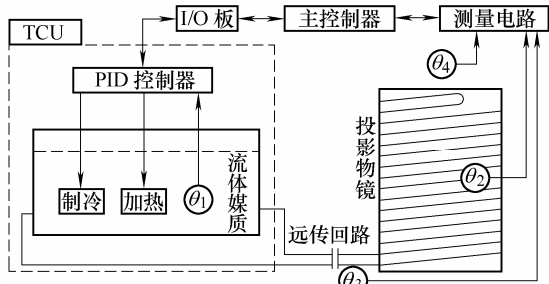 I/O 板
主控制器
测量电路
TCU
PID 控制器
θ4
投影物镜
流体媒质
制冷
加热
θ1
θ2
远传回路
θ3